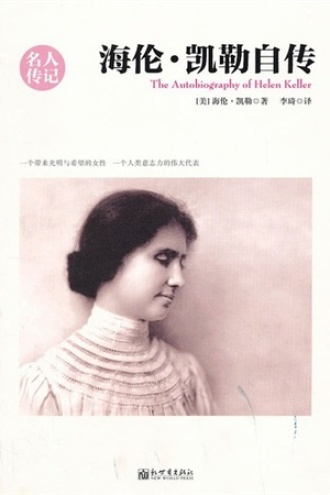 名人
传记
海伦·凯勒自传
The Autobiography of Helen Keller
[美]海伦·凯勒◎著 李琦◎译
一个带来光明与希望的女性 一个人类意志力的伟大代表
新世界出版社
NEW WORLD PRESS